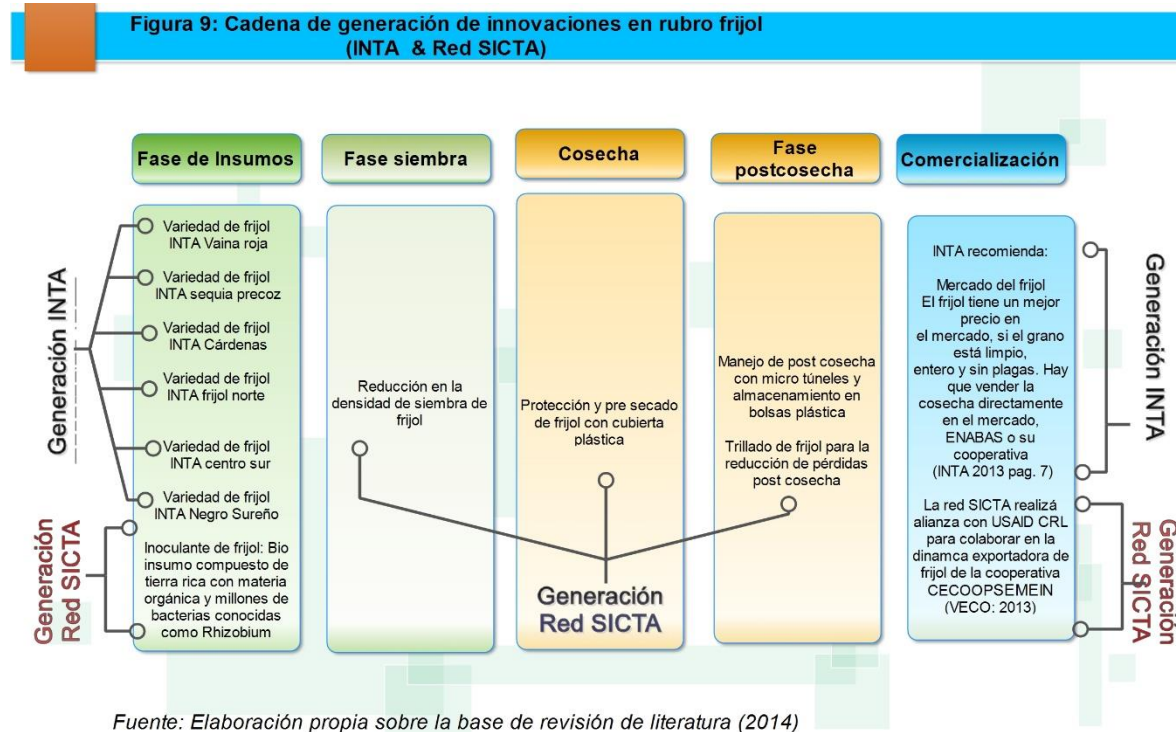 Figura 9: Cadena de generación de innovaciones en rubro frijol
(INTA & Red SICTA)
Fase de Insumos
Fase siembra
Cosecha
Fase
postcosecha
Comercialización
Generación INTA
Variedad de frijol
INTA Vaina roja
Variedad de frijol
INTA sequia precoz
Variedad de frijol
INTA Cárdenas
Variedad de frijol
INTA frijol norte
Variedad de frijol
INTA centro sur
Variedad de frijol
INTA Negro Sureño
Generación
Red SICTA
Inoculante de frijol: Bio
insumo compuesto de
tierra rica con materia
orgánica y millones de
bacterias conocidas
como Rhizobium
Reducción en la
densidad de siembra de
frijol
Protección y pre secado
de frijol con cubierta
plástica
Manejo de post cosecha
con micro túneles y
almacenamiento en
bolsas plástica
Trillado de frijol para la
reducción de pérdidas
post cosecha
Generación
Red SICTA
INTA recomienda:
Mercado del frijol
El frijol tiene un mejor
precio en
el mercado, si el grano
está limpio,
entero y sin plagas. Hay
que vender la
cosecha directamente
en el mercado,
ENABAS o su
cooperativa
(INTA 2013 pag. 7)
La red SICTA realizá
alianza con USAID CRL
para colaborar en la
dinamca exportadora de
frijol de la cooperativa
CECOOPSEMEIN
(VECO: 2013)
Generación INTA
Generación
Red SICTA
Fuente: Elaboración propia sobre la base de revisión de literatura (2014)